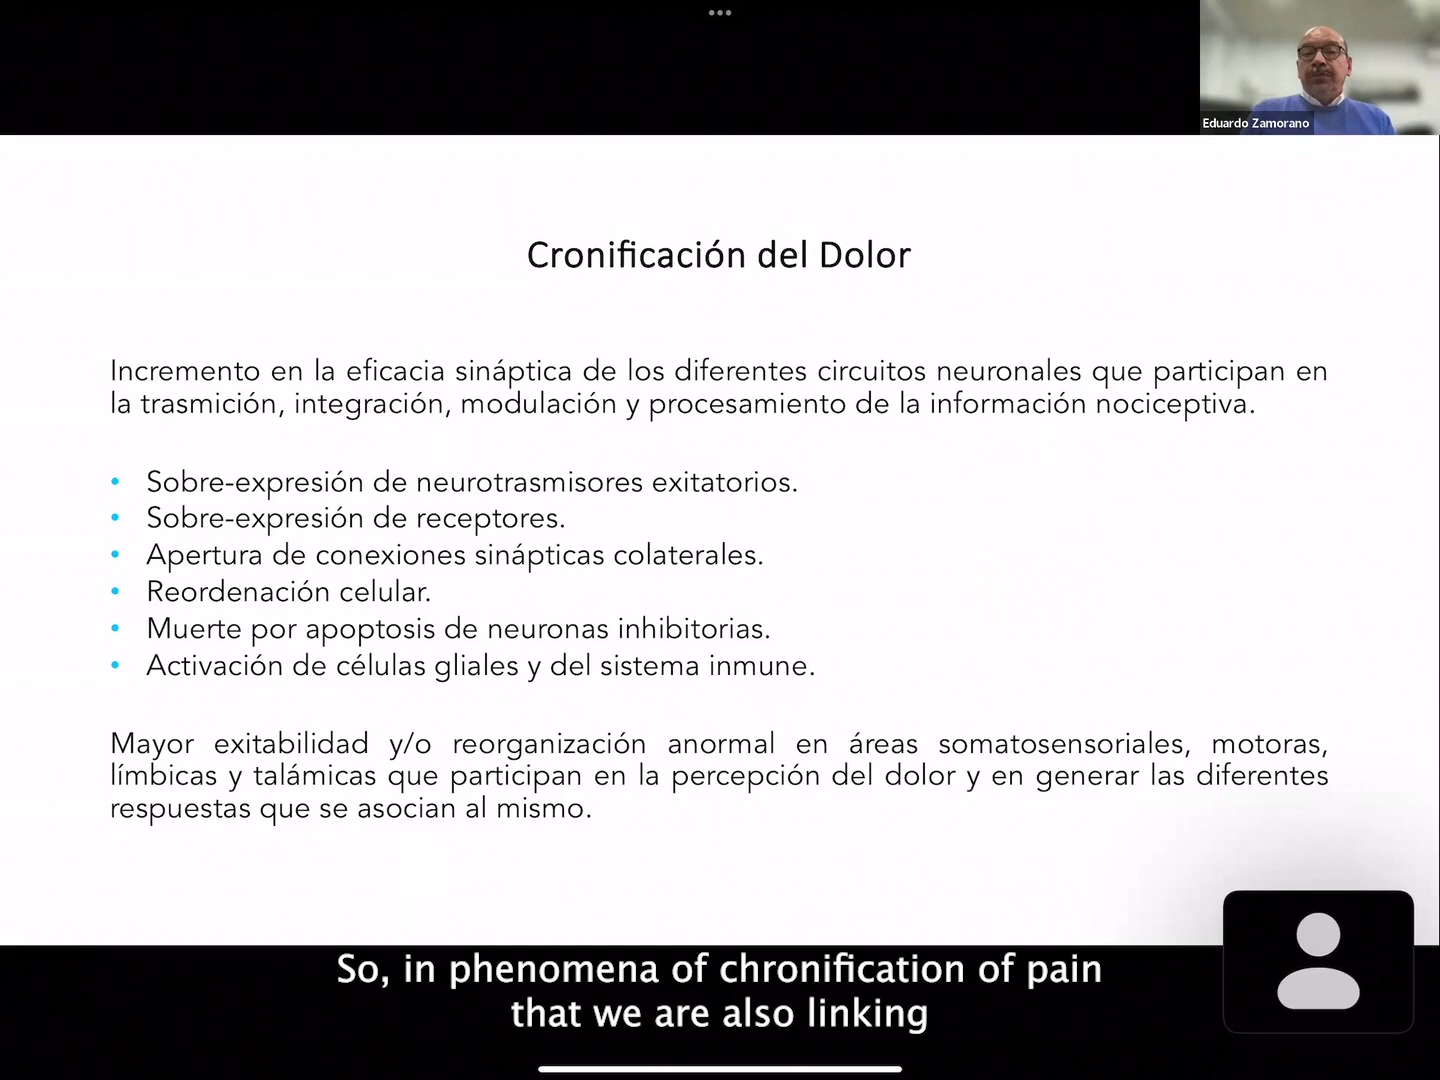 Eduardo Zamorano
Cronificación del Dolor
Incremento en la eficacia sináptica de los diferentes circuitos neuronales que participan en
la trasmición, integración, modulación y procesamiento de la información nociceptiva.
• Sobre-expresión de neurotrasmisores exitatorios.
• Sobre-expresión de receptores.
• Apertura de conexiones sinápticas colaterales.
• Reordenación celular.
• Muerte por apoptosis de neuronas inhibitorias.
• Activación de células gliales y del sistema inmune.
Mayor exitabilidad y/o reorganización anormal en áreas somatosensoriales, motoras,
límbicas y talámicas que participan en la percepción del dolor y en generar las diferentes
respuestas que se asocian al mismo.
So, in phenomena of chronification of pain
that we are also linking